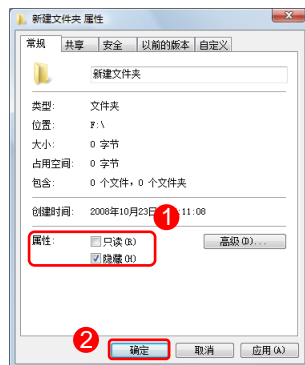 新建文件夹 属性
常规 共享 安全 以前的版本 自定义
新建文件夹
类型: 文件夹
位置: F:\
大小: 0 字节
占用空间: 0 字节
包含: 0 个文件，0 个文件夹
创建时间: 2008年10月23日 11:08
1
属性: 只读(R) 高级(D)...
隐藏(H)
2
确定 取消 应用(A)